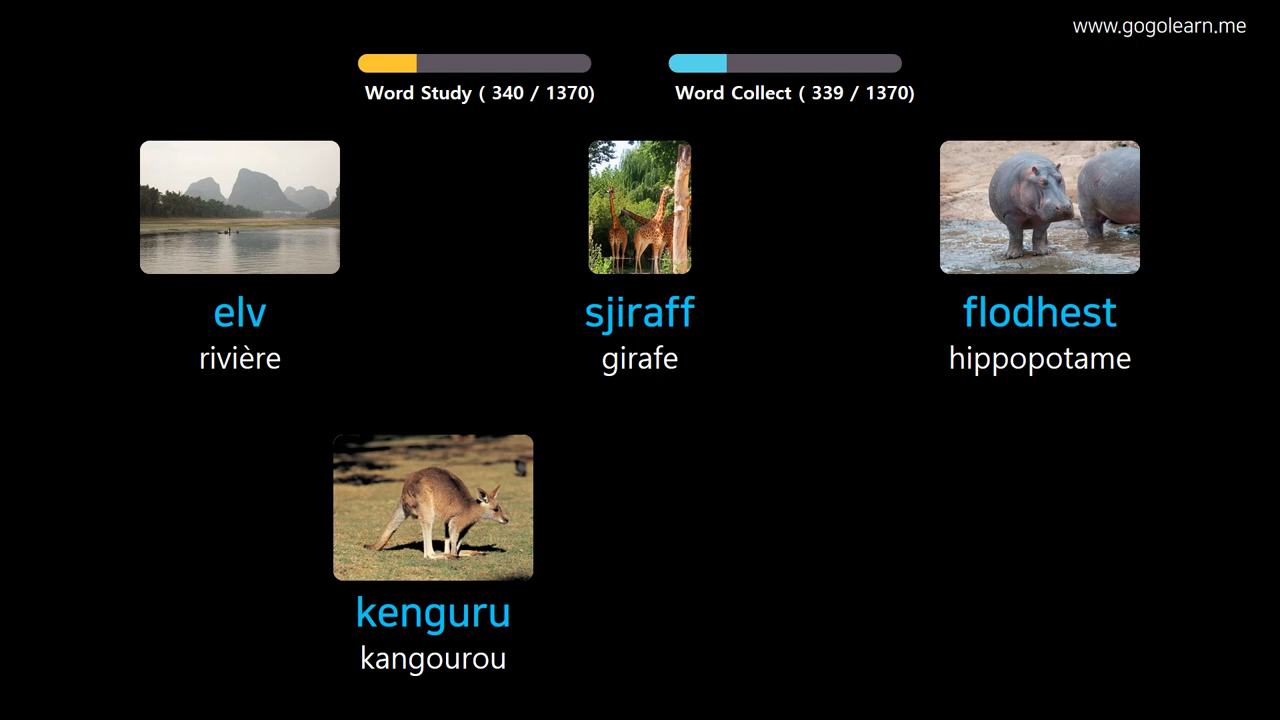 www.gogolearn.me
Word Study ( 340 / 1370)
Word Collect ( 339 / 1370)
elv
rivière
sjiraff
girafe
flodhest
hippopotame
kenguru
kangourou